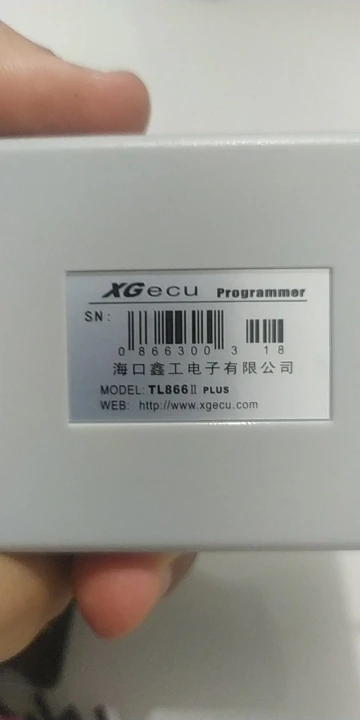 XGecu Programmer
SN:
0 866300 3 18
海口鑫工电子有限公司
MODEL: TL866II PLUS
WEB: http://www.xgecu.com